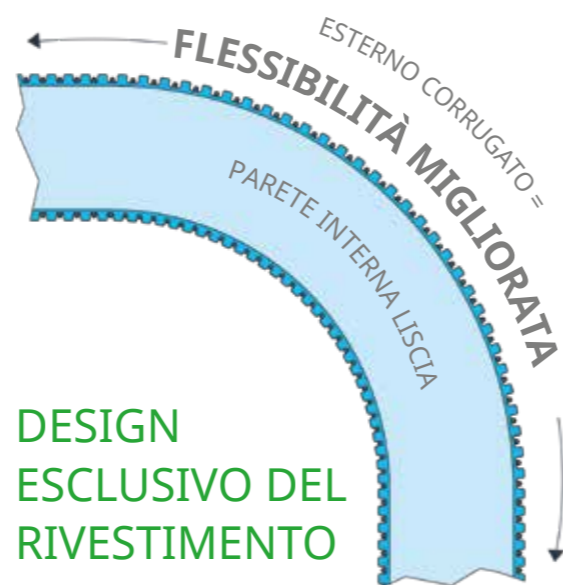 ESTERNO CORRUGATO =
FLESSIBILITÀ MIGLIORATA
PARETE INTERNA LISCIA
DESIGN
ESCLUSIVO DEL
RIVESTIMENTO